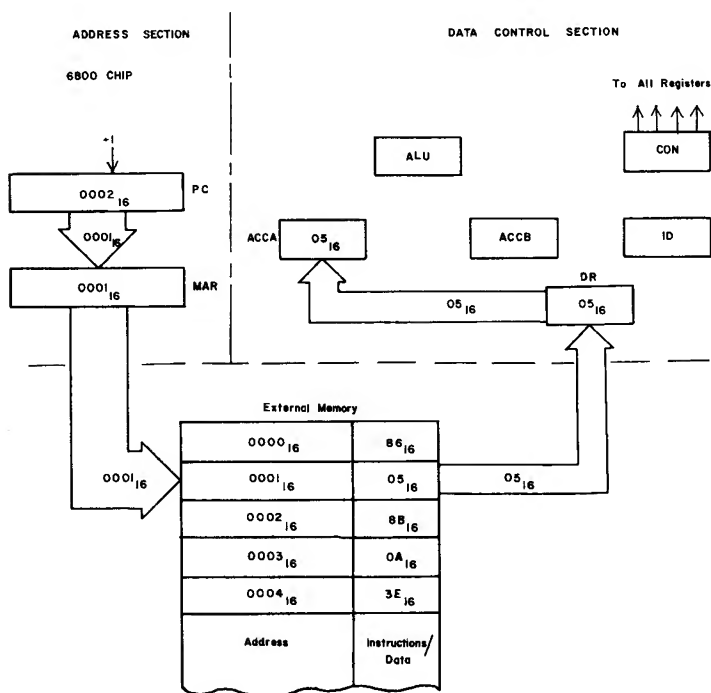 ADDRESS SECTION
DATA CONTROL SECTION
6800 CHIP
To All Registers
+1
ALU
CON
0002₁₆
PC
0001₁₆
ACCA
05₁₆
ACCB
ID
0001₁₆
MAR
DR
05₁₆
05₁₆
External Memory
0000₁₆ 86₁₆
0001₁₆
0001₁₆ 05₁₆
05₁₆
0002₁₆ 8B₁₆
0003₁₆ 0A₁₆
0004₁₆ 3E₁₆
Address Instructions/
Data